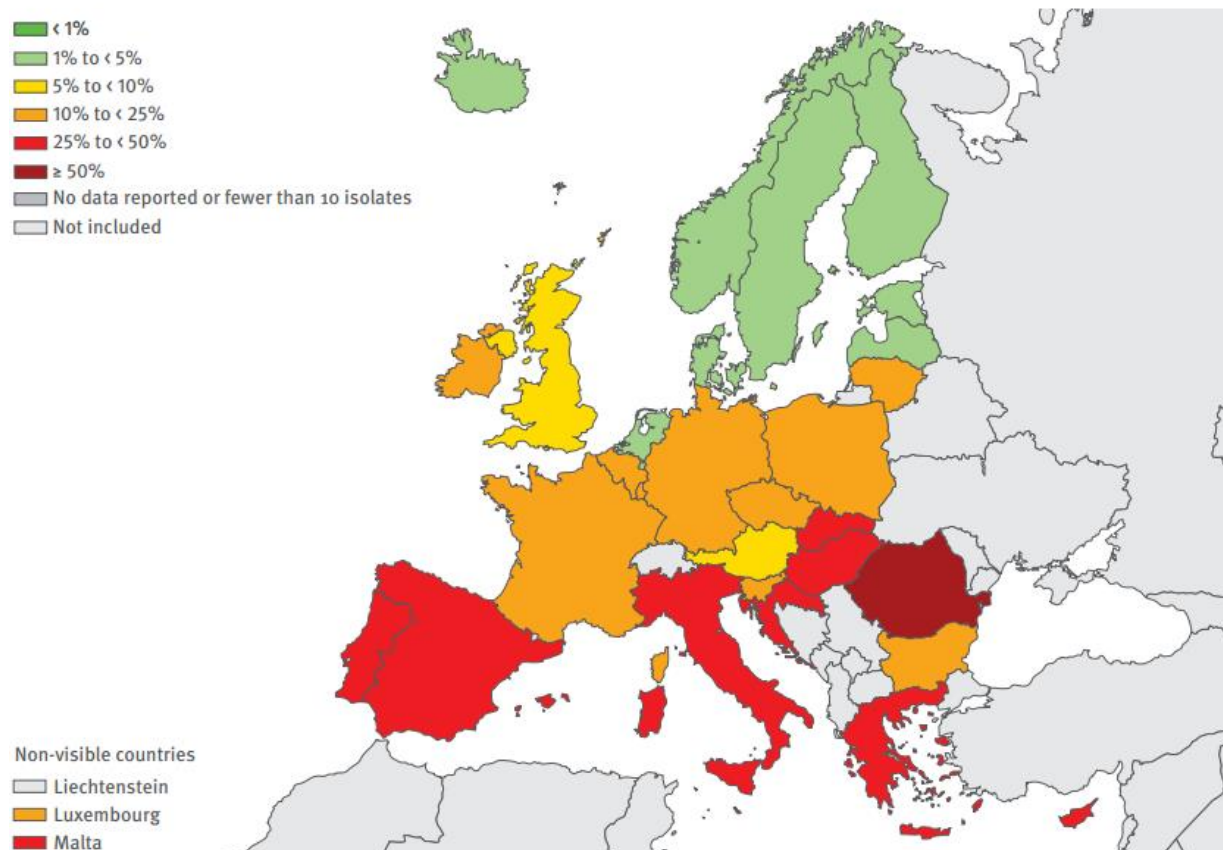 < 1%
1% to < 5%
5% to < 10%
10% to < 25%
25% to < 50%
≥ 50%
No data reported or fewer than 10 isolates
Not included
Non-visible countries
Liechtenstein
Luxembourg
Malta